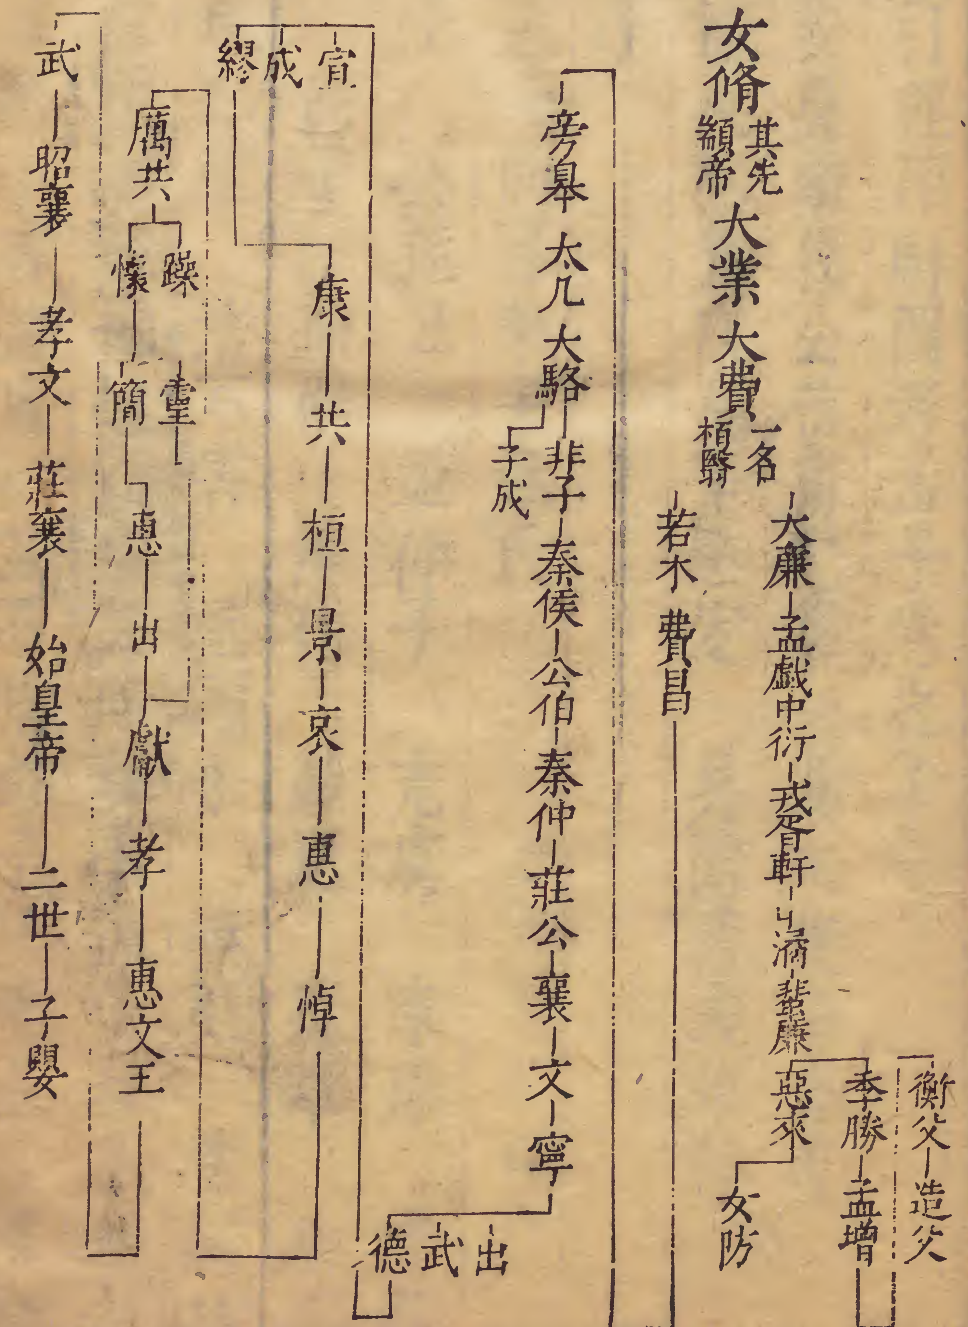 女脩
其先
顓帝
大業
大費
一名
栢翳
大廉
孟戲中衍
戎胥軒
中潏
蜚廉
惡來
季勝
孟增
衡父
造父
女防
若木
費昌
旁皋
太几
大駱
非子
子成
秦侯
公伯
秦仲
莊公
襄
文
寧
出
武
德
宣
成
繆
康
共
桓
景
哀
惠
悼
厲共
躁
懷
靈
簡
惠
出
獻
孝
惠文王
武
昭襄
孝文
莊襄
始皇帝
二世
子嬰